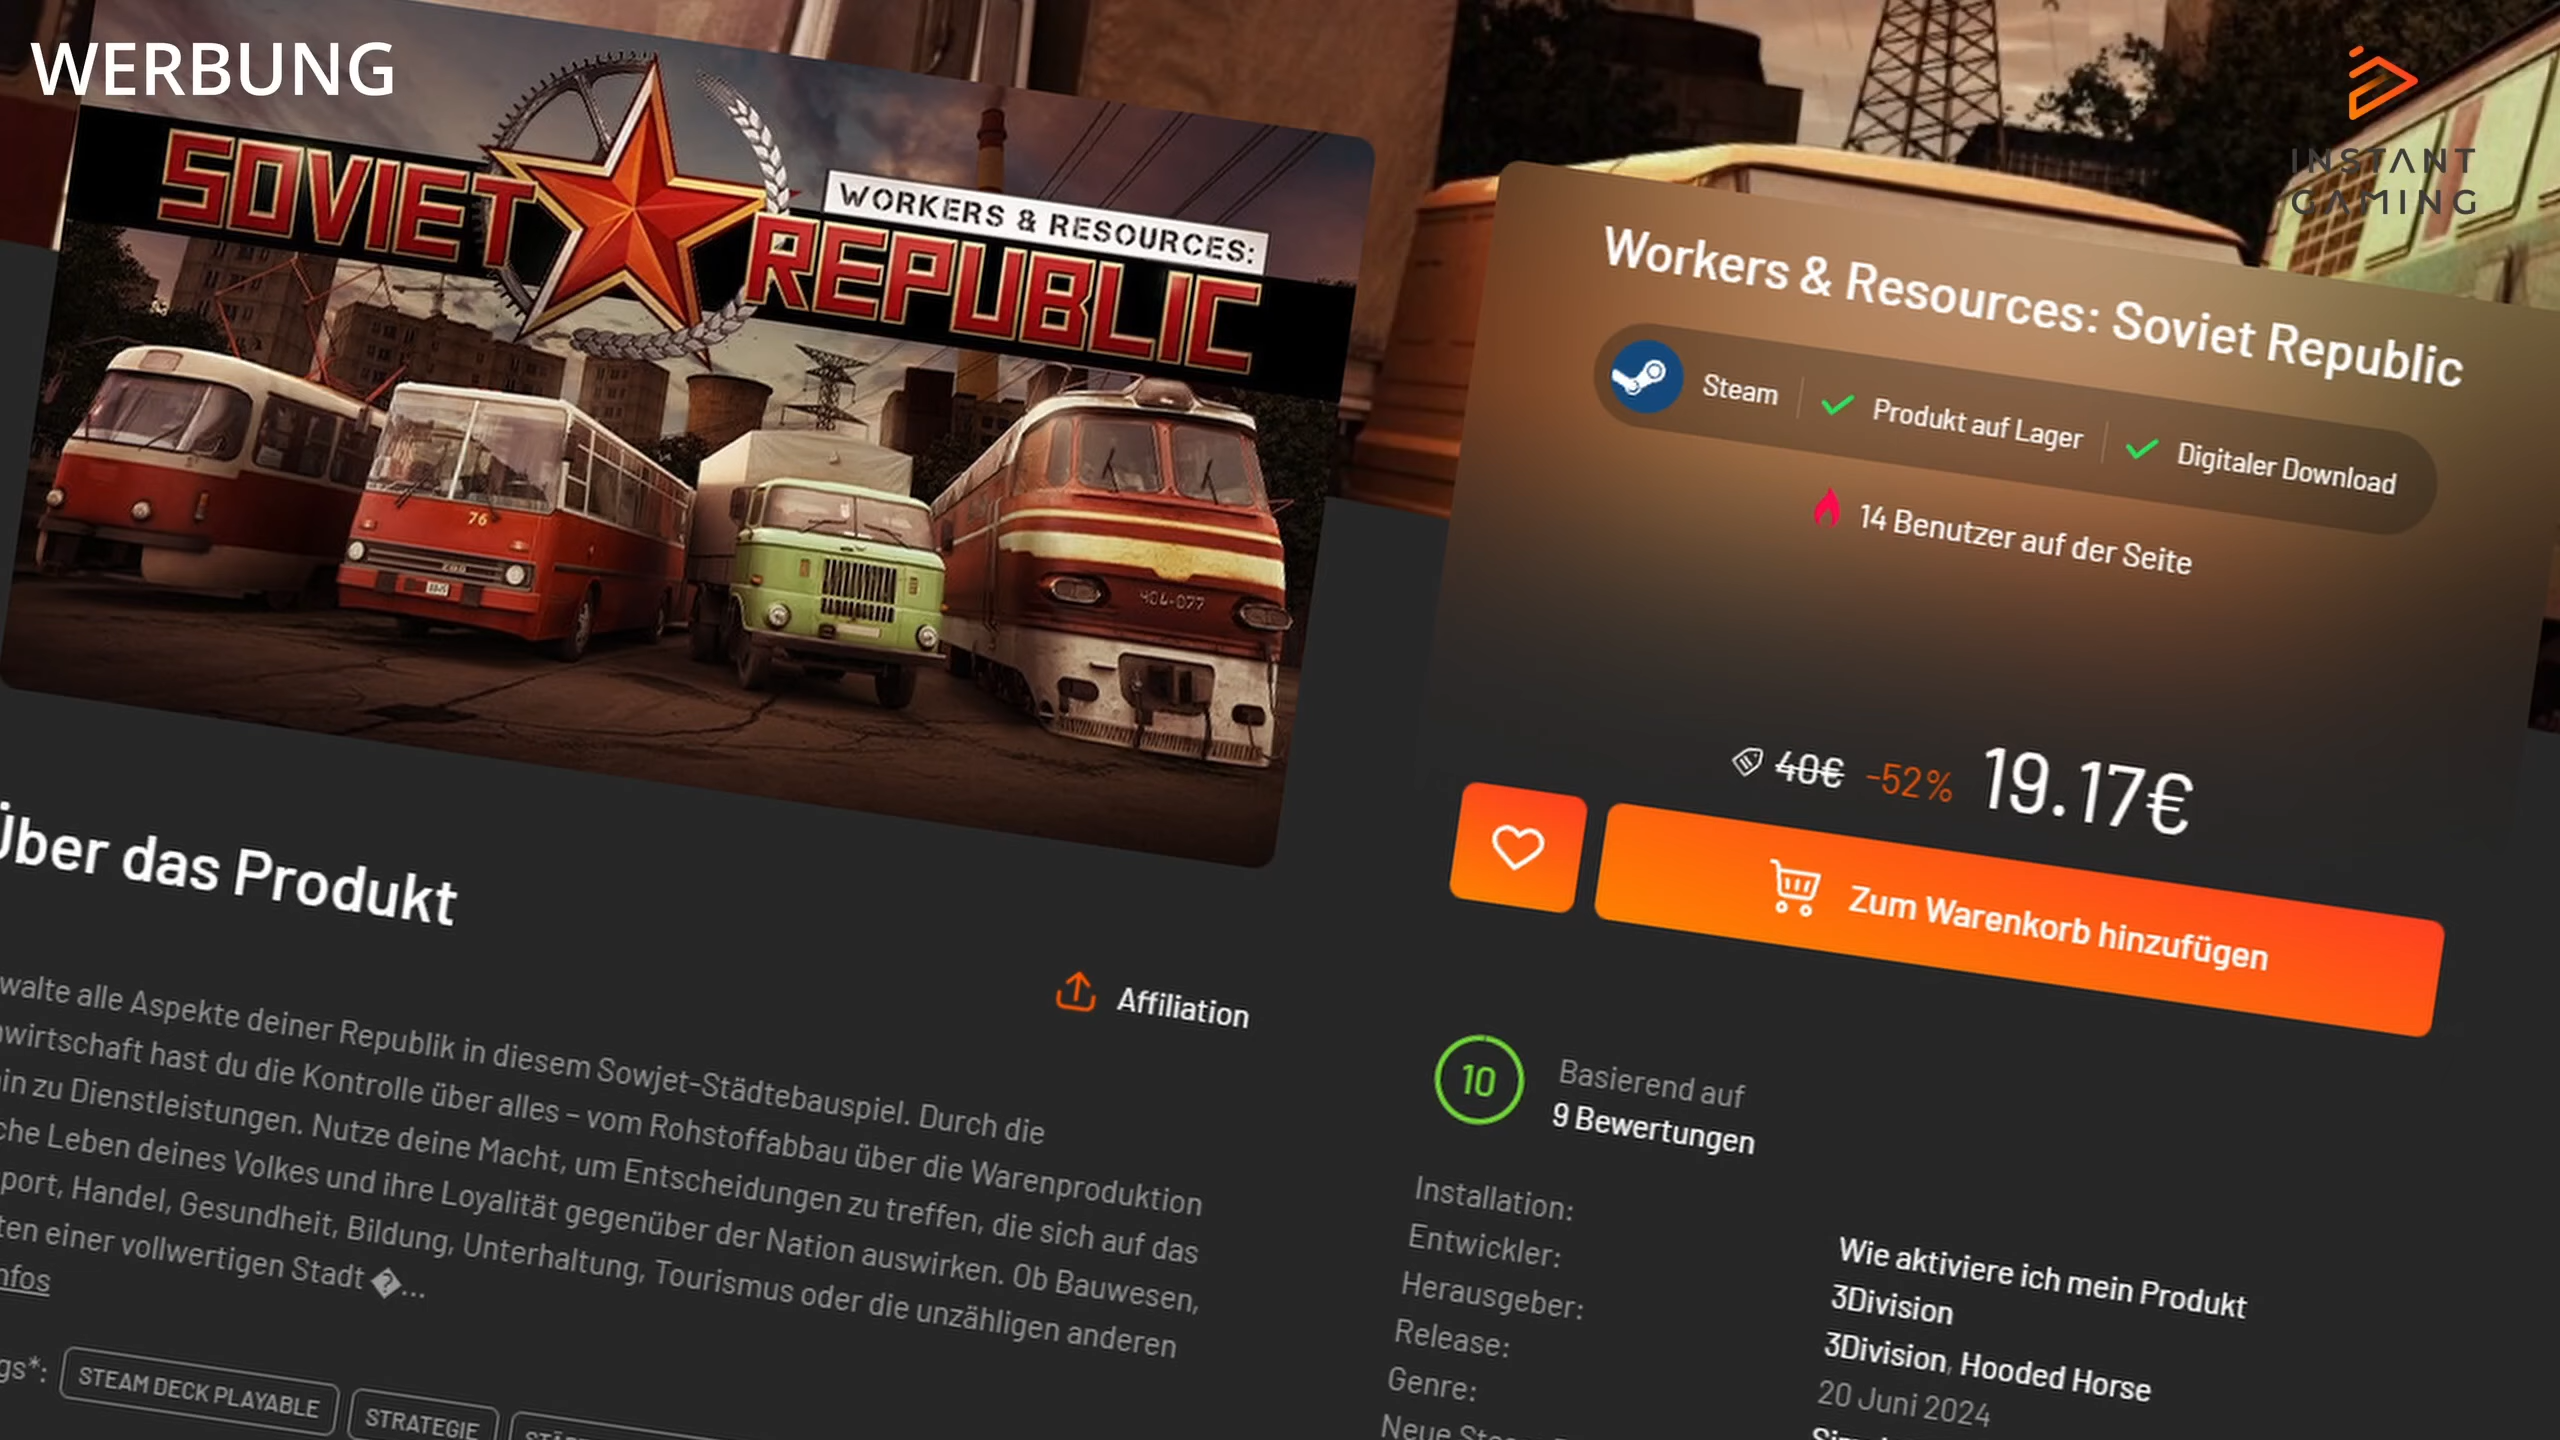 WERBUNG
INSTANT
GAMING
WORKERS & RESOURCES:
SOVIET REPUBLIC
76
Workers & Resources: Soviet Republic
Steam
Produkt auf Lager
Digitaler Download
14 Benutzer auf der Seite
40€ -52% 19.17€
Zum Warenkorb hinzufügen
Über das Produkt
Affiliation
walte alle Aspekte deiner Republik in diesem Sowjet-Städtebauspiel. Durch die
wirtschaft hast du die Kontrolle über alles – vom Rohstoffabbau über die Warenproduktion
in zu Dienstleistungen. Nutze deine Macht, um Entscheidungen zu treffen, die sich auf das
che Leben deines Volkes und ihre Loyalität gegenüber der Nation auswirken. Ob Bauwesen,
port, Handel, Gesundheit, Bildung, Unterhaltung, Tourismus oder die unzähligen anderen
ten einer vollwertigen Stadt �...
nfos
gs*:
STEAM DECK PLAYABLE
STRATEGIE
10
Basierend auf
9 Bewertungen
Installation:
Wie aktiviere ich mein Produkt
Entwickler:
3Division
Herausgeber:
3Division, Hooded Horse
Release:
20 Juni 2024
Genre:
Neue